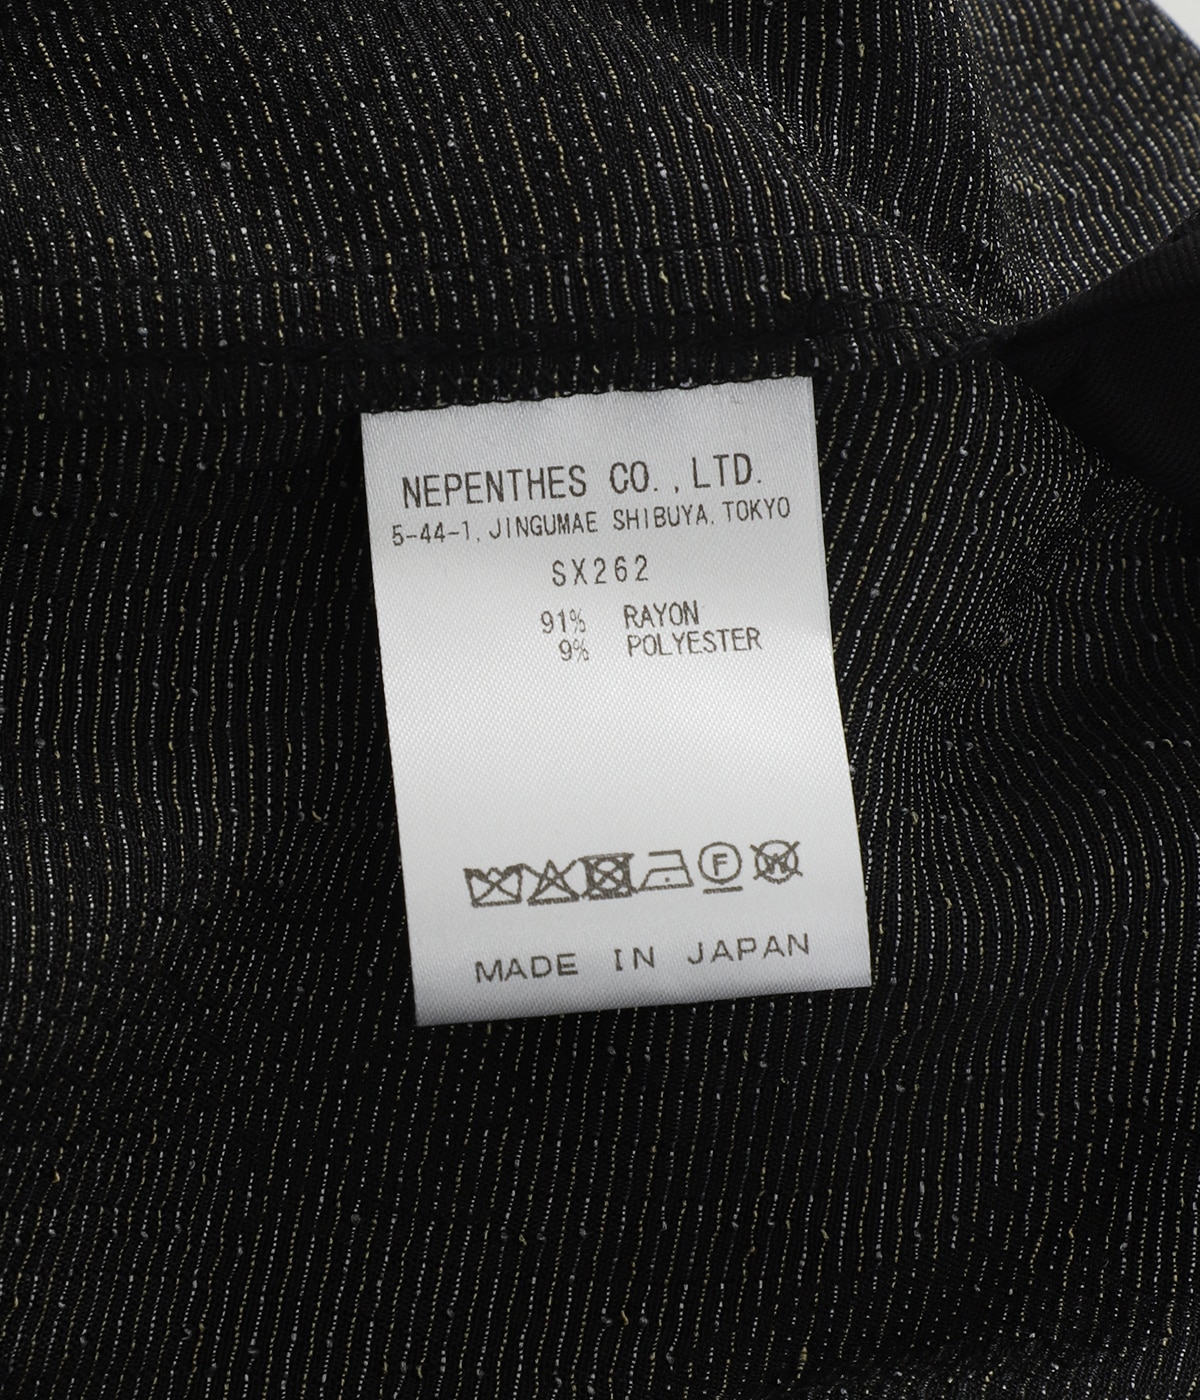 NEPENTHES CO.,LTD.
5-44-1, JINGUMAE SHIBUYA, TOKYO
SX262
91% RAYON
9% POLYESTER
F
W
MADE IN JAPAN